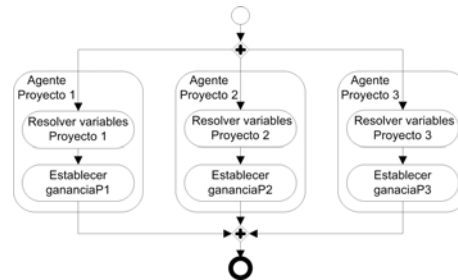 Agente
Proyecto 1
Resolver variables
Proyecto 1
Establecer
gananciaP1
Agente
Proyecto 2
Resolver variables
Proyecto 2
Establecer
gananciaP2
Agente
Proyecto 3
Resolver variables
Proyecto 3
Establecer
ganaciaP3